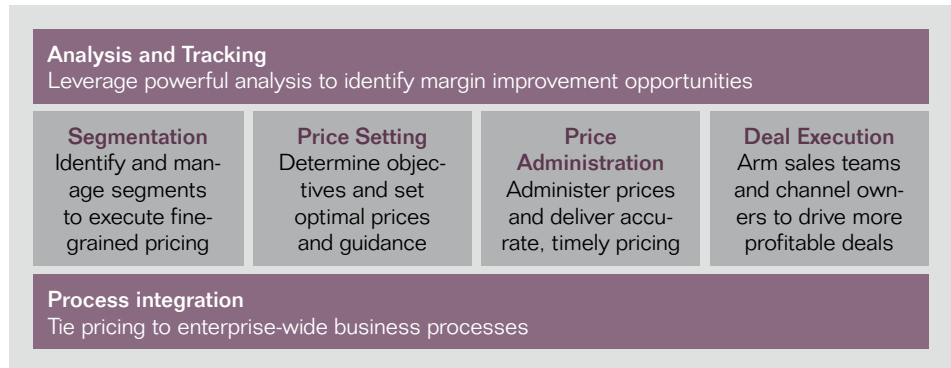 Analysis and Tracking
Leverage powerful analysis to identify margin improvement opportunities
Segmentation
Identify and man-
age segments
to execute fine-
grained pricing
Price Setting
Determine objec-
tives and set
optimal prices
and guidance
Price
Administration
Administer prices
and deliver accu-
rate, timely pricing
Deal Execution
Arm sales teams
and channel own-
ers to drive more
profitable deals
Process integration
Tie pricing to enterprise-wide business processes